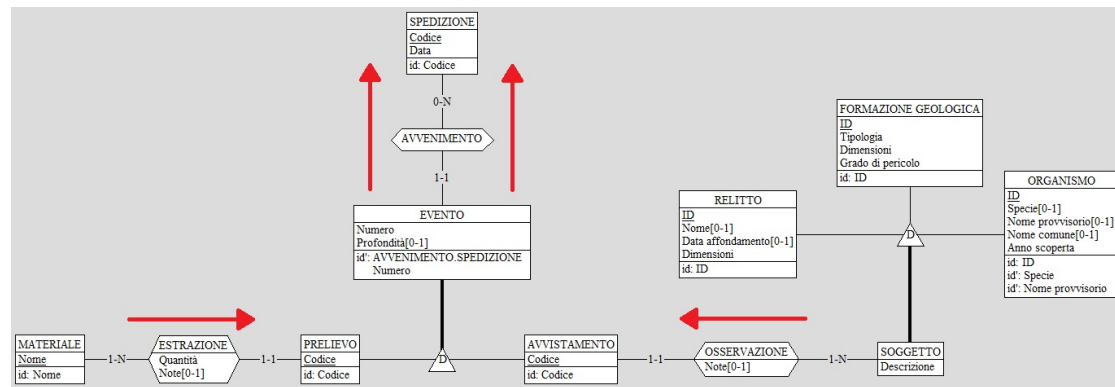 SPEDIZIONE
Codice
Data
id: Codice
0-N
AVVENIMENTO
1-1
EVENTO
Numero
Profondità[0-1]
id': AVVENIMENTO.SPEDIZIONE
Numero
D
MATERIALE
Nome
id: Nome
1-N
ESTRAZIONE
Quantità
Note[0-1]
1-1
PRELIEVO
Codice
id: Codice
AVVISTAMENTO
Codice
id: Codice
1-1
OSSERVAZIONE
Note[0-1]
1-N
SOGGETTO
Descrizione
D
RELITTO
ID
Nome[0-1]
Data affondamento[0-1]
Dimensioni
id: ID
FORMAZIONE GEOLOGICA
ID
Tipologia
Dimensioni
Grado di pericolo
id: ID
ORGANISMO
ID
Specie[0-1]
Nome provvisorio[0-1]
Nome comune[0-1]
Anno scoperta
id: ID
id': Specie
id': Nome provvisorio